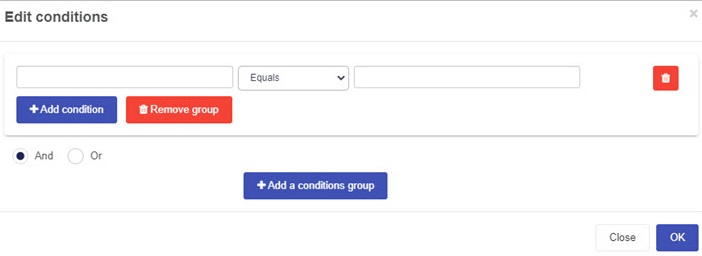 Edit conditions
Equals
Add condition Remove group
And Or
Add a conditions group
Close OK